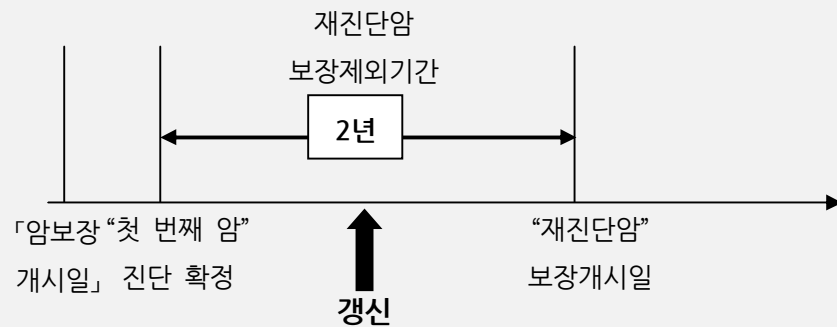 재진단암
보장제외기간
2년
「암보장 “첫 번째 암” “재진단암”
개시일」 진단 확정 보장개시일
갱신